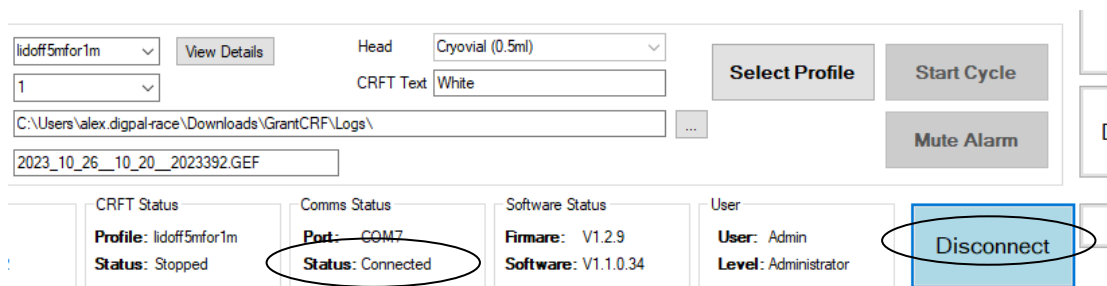 lidoff5mfor1m View Details Head Cryovial (0.5ml)
Select Profile Start Cycle
1 CRFT Text White
C:\Users\alex.digpal-race\Downloads\GrantCRF\Logs\ ...
Mute Alarm
2023_10_26__10_20__2023392.GEF
CRFT Status
Profile: lidoff5mfor1m
Status: Stopped
Comms Status
Port: COM7
Status: Connected
Software Status
Firmare: V1.2.9
Software: V1.1.0.34
User
User: Admin
Level: Administrator
Disconnect